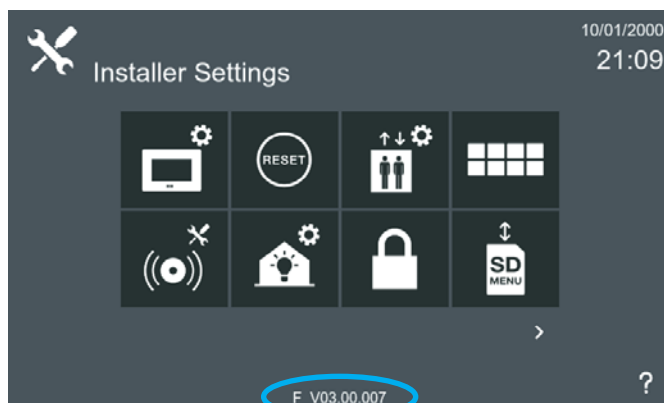 10/01/2000
21:09
Installer Settings
RESET
SD
MENU
>
?
F V03.00.007